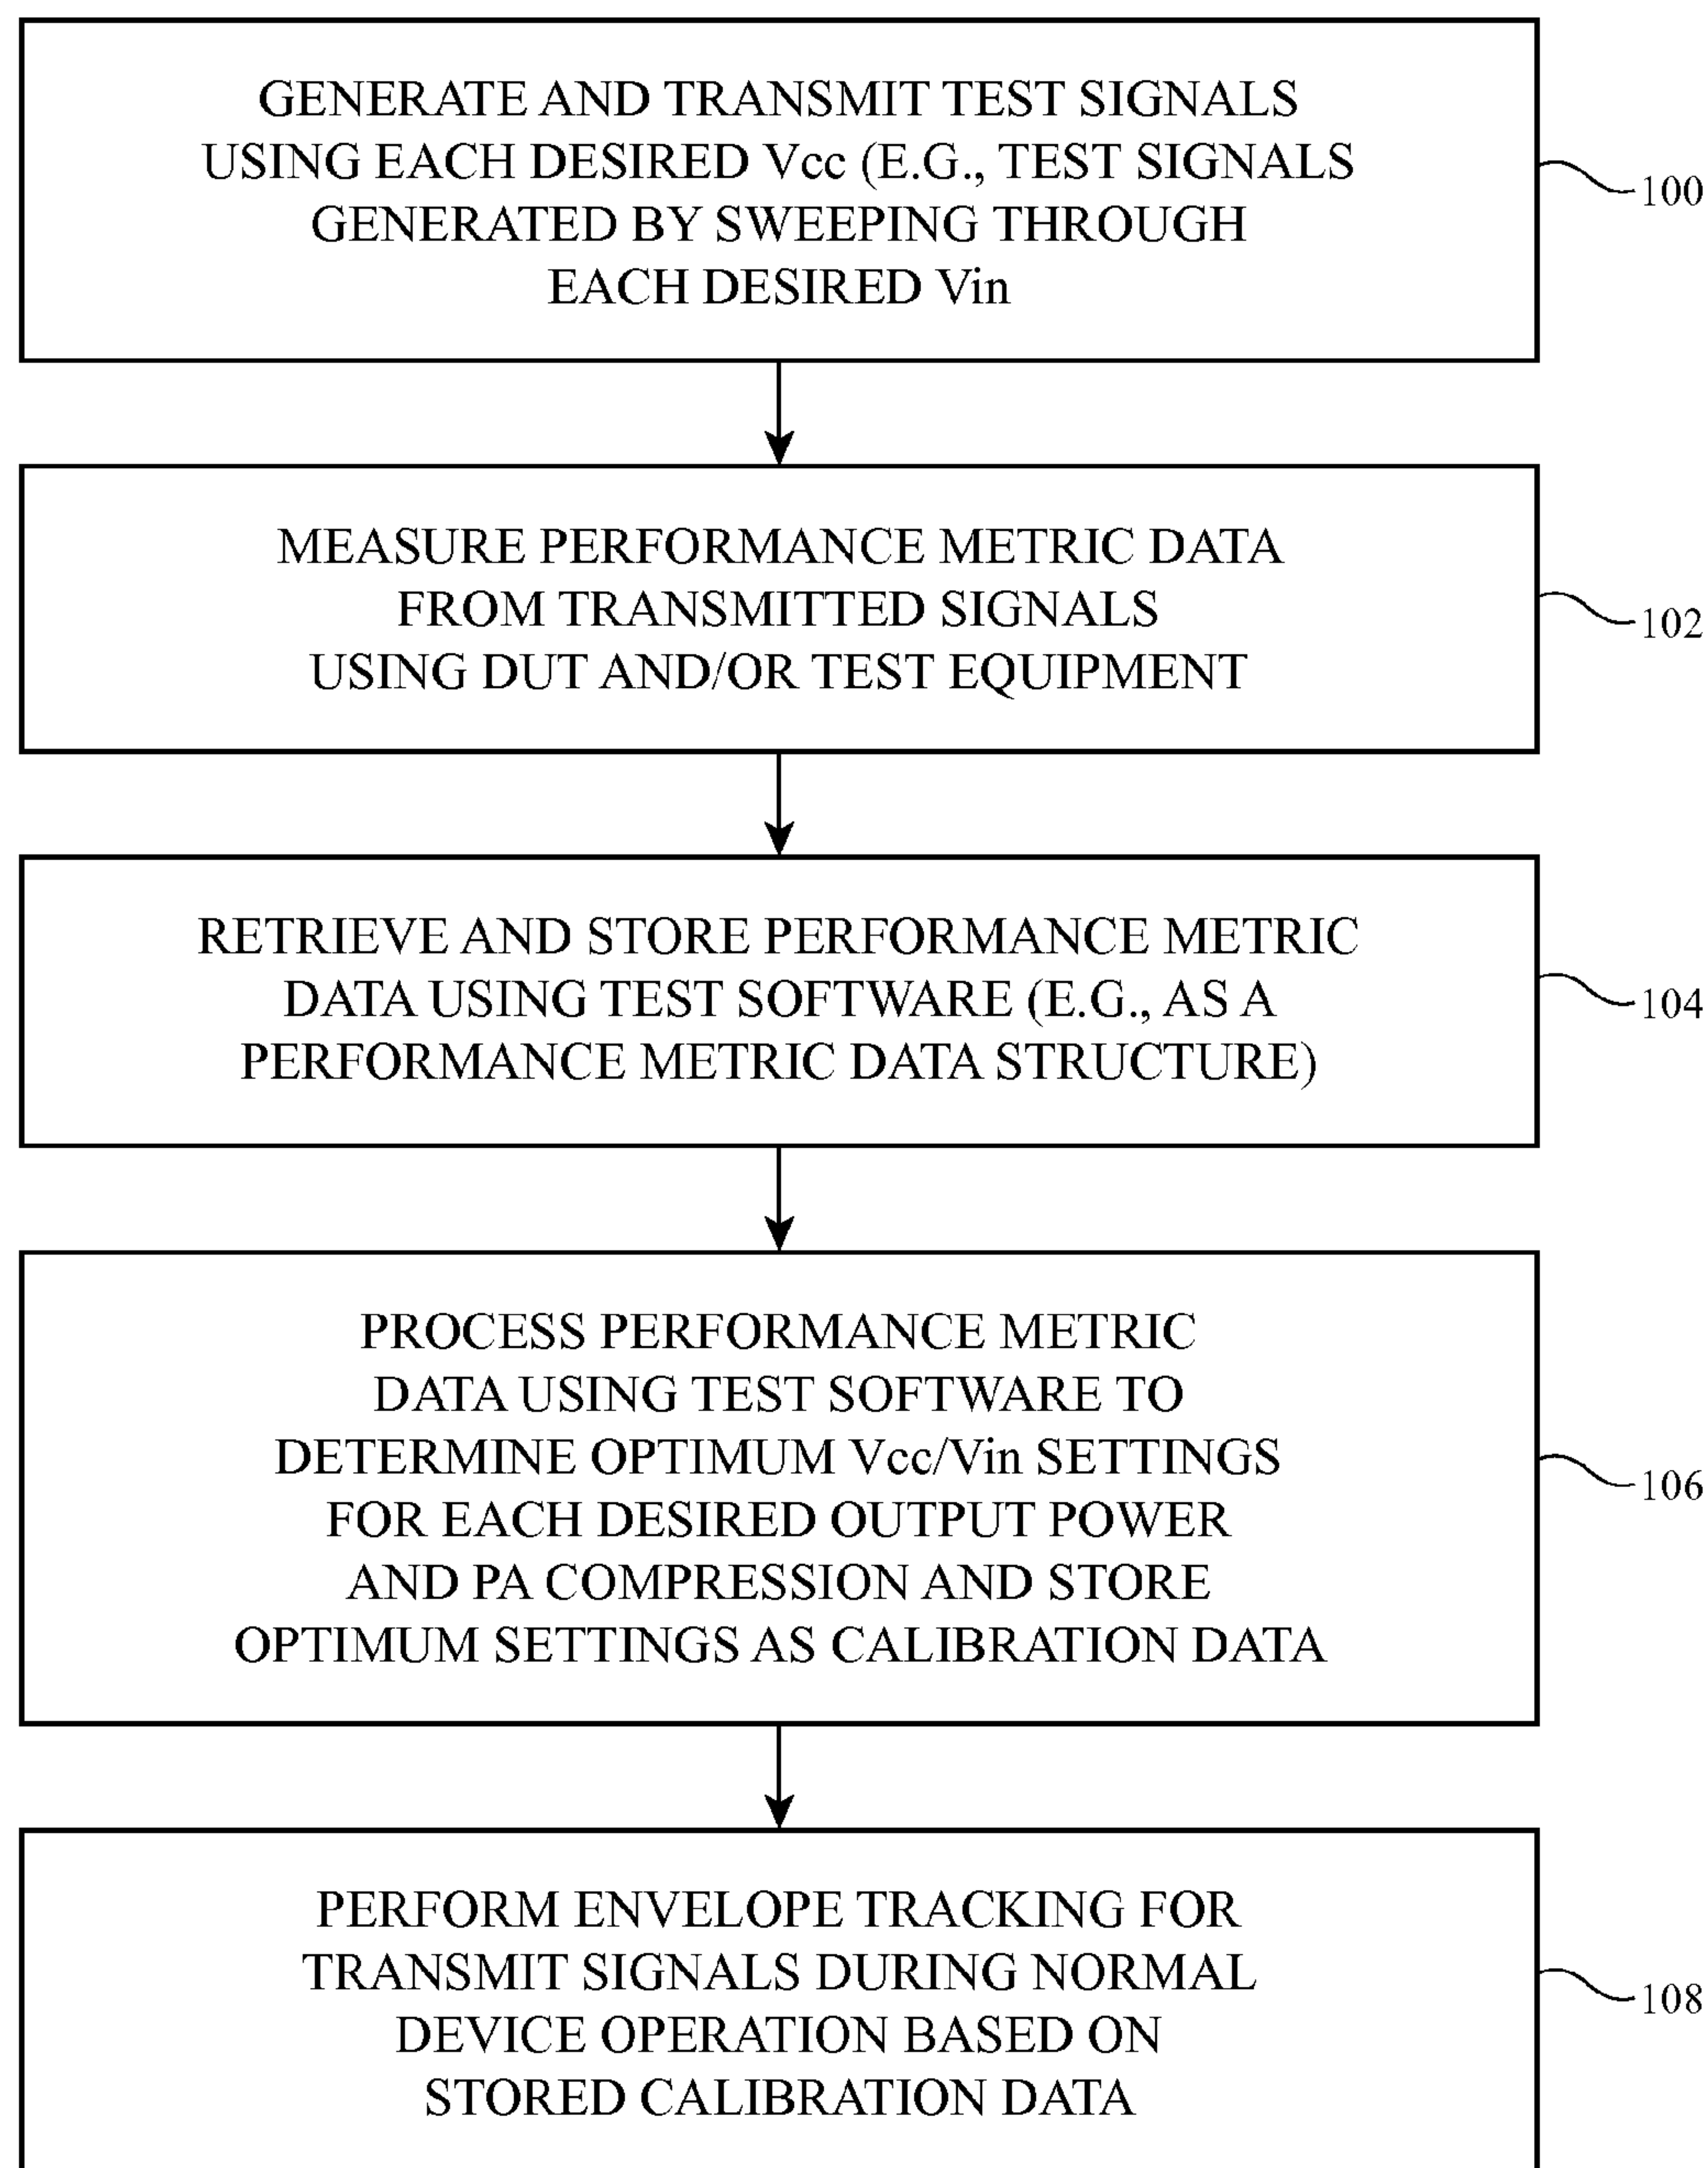 GENERATE AND TRANSMIT TEST SIGNALS
USING EACH DESIRED Vcc (E.G., TEST SIGNALS
GENERATED BY SWEEPING THROUGH
EACH DESIRED Vin
100
MEASURE PERFORMANCE METRIC DATA
FROM TRANSMITTED SIGNALS
USING DUT AND/OR TEST EQUIPMENT
102
RETRIEVE AND STORE PERFORMANCE METRIC
DATA USING TEST SOFTWARE (E.G., AS A
PERFORMANCE METRIC DATA STRUCTURE)
104
PROCESS PERFORMANCE METRIC
DATA USING TEST SOFTWARE TO
DETERMINE OPTIMUM Vcc/Vin SETTINGS
FOR EACH DESIRED OUTPUT POWER
AND PA COMPRESSION AND STORE
OPTIMUM SETTINGS AS CALIBRATION DATA
106
PERFORM ENVELOPE TRACKING FOR
TRANSMIT SIGNALS DURING NORMAL
DEVICE OPERATION BASED ON
STORED CALIBRATION DATA
108